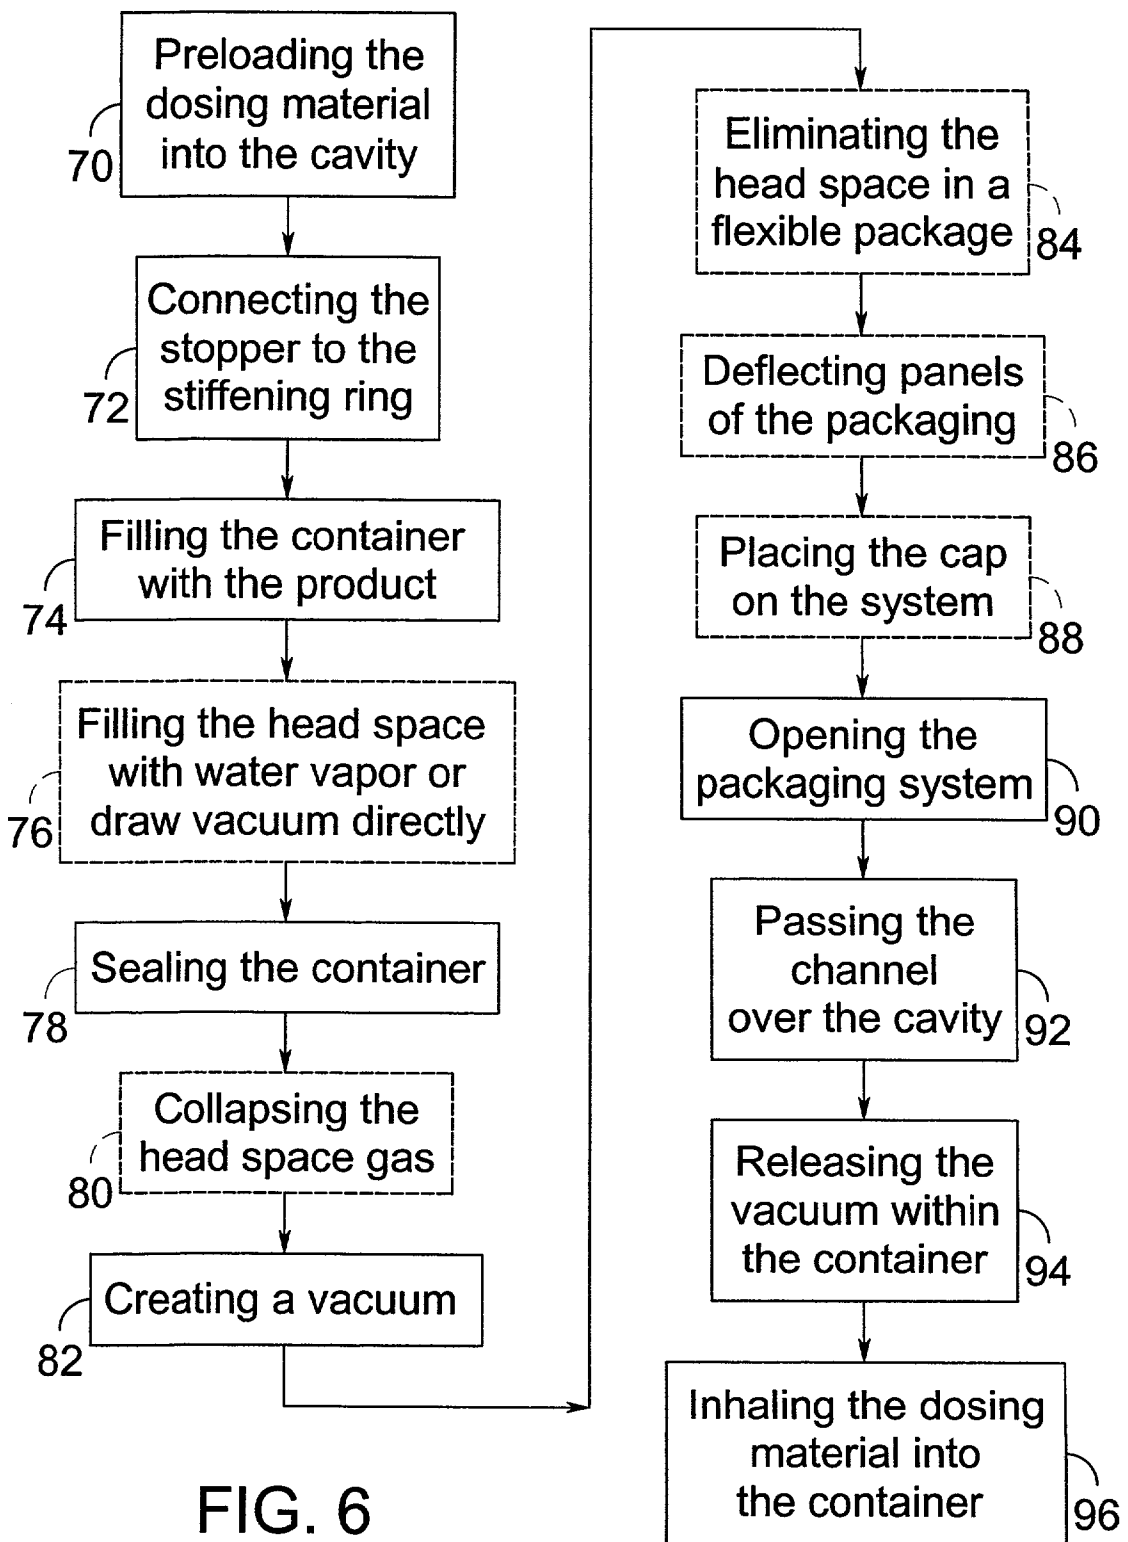 Preloading the
dosing material
into the cavity
70
Connecting the
stopper to the
stiffening ring
72
Filling the container
with the product
74
Filling the head space
with water vapor or
draw vacuum directly
76
Sealing the container
78
Collapsing the
head space gas
80
Creating a vacuum
82
Eliminating the
head space in a
flexible package
84
Deflecting panels
of the packaging
86
Placing the cap
on the system
88
Opening the
packaging system
90
Passing the
channel
over the cavity
92
Releasing the
vacuum within
the container
94
Inhaling the dosing
material into
the container
96
FIG. 6